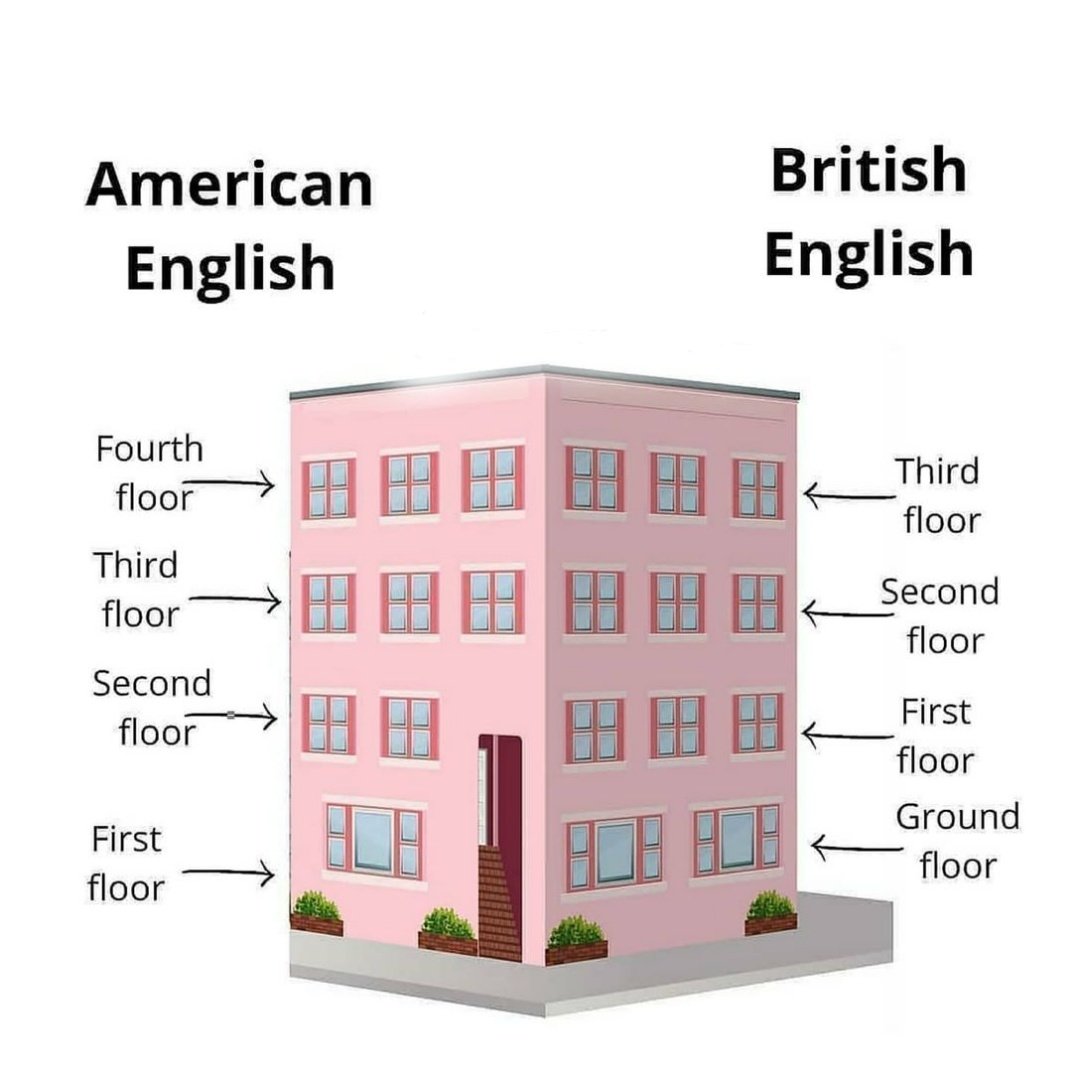 American
English
British
English
Fourth
floor
Third
floor
Second
floor
First
floor
Third
floor
Second
floor
First
floor
Ground
floor